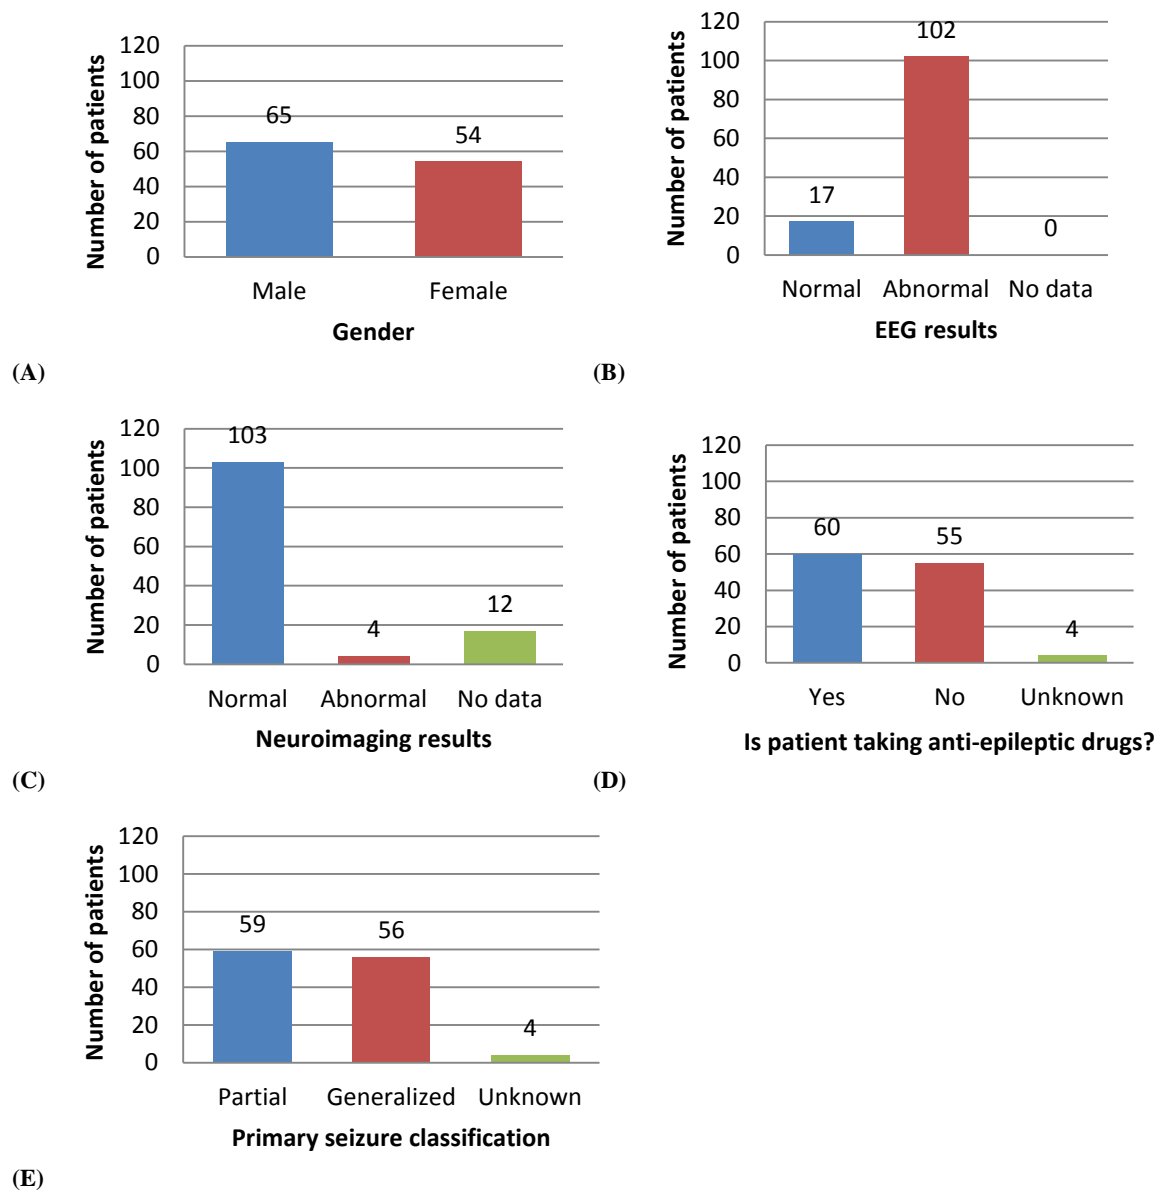 Number of patients
120
100
80
60
40
20
0
65
54
Male Female
Gender
(A)
Number of patients
120
100
80
60
40
20
0
17
102
0
Normal Abnormal No data
EEG results
(B)
Number of patients
120
100
80
60
40
20
0
103
4
12
Normal Abnormal No data
Neuroimaging results
(C)
Number of patients
120
100
80
60
40
20
0
60
55
4
Yes No Unknown
Is patient taking anti-epileptic drugs?
(D)
Number of patients
120
100
80
60
40
20
0
59
56
4
Partial Generalized Unknown
Primary seizure classification
(E)